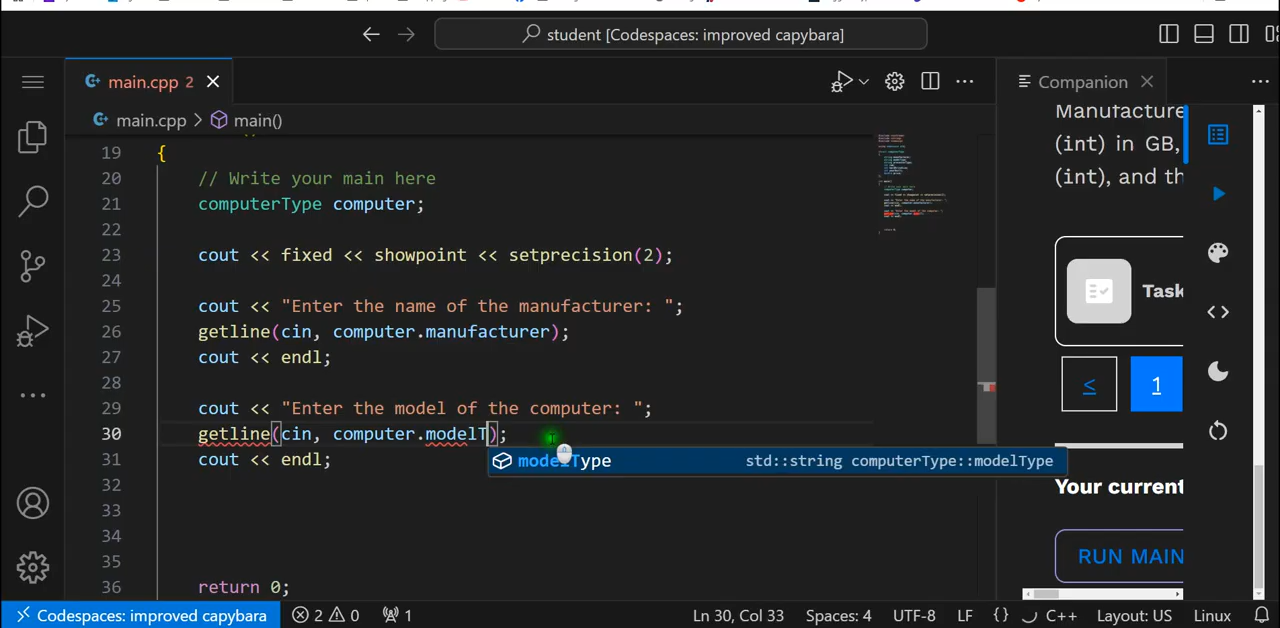 student [Codespaces: improved capybara]
main.cpp 2
Companion
main.cpp > main()
19 {
20 // Write your main here
21 computerType computer;
22
23 cout << fixed << showpoint << setprecision(2);
24
25 cout << "Enter the name of the manufacturer: ";
26 getline(cin, computer.manufacturer);
27 cout << endl;
28
29 cout << "Enter the model of the computer: ";
30 getline(cin, computer.modelT);
modelType std::string computerType::modelType
31 cout << endl;
32
33
34
35
36 return 0;
Manufacture
(int) in GB,
(int), and th
Task
≤ 1
Your current
RUN MAIN
Codespaces: improved capybara 2 0 1 Ln 30, Col 33 Spaces: 4 UTF-8 LF {} C++ Layout: US Linux